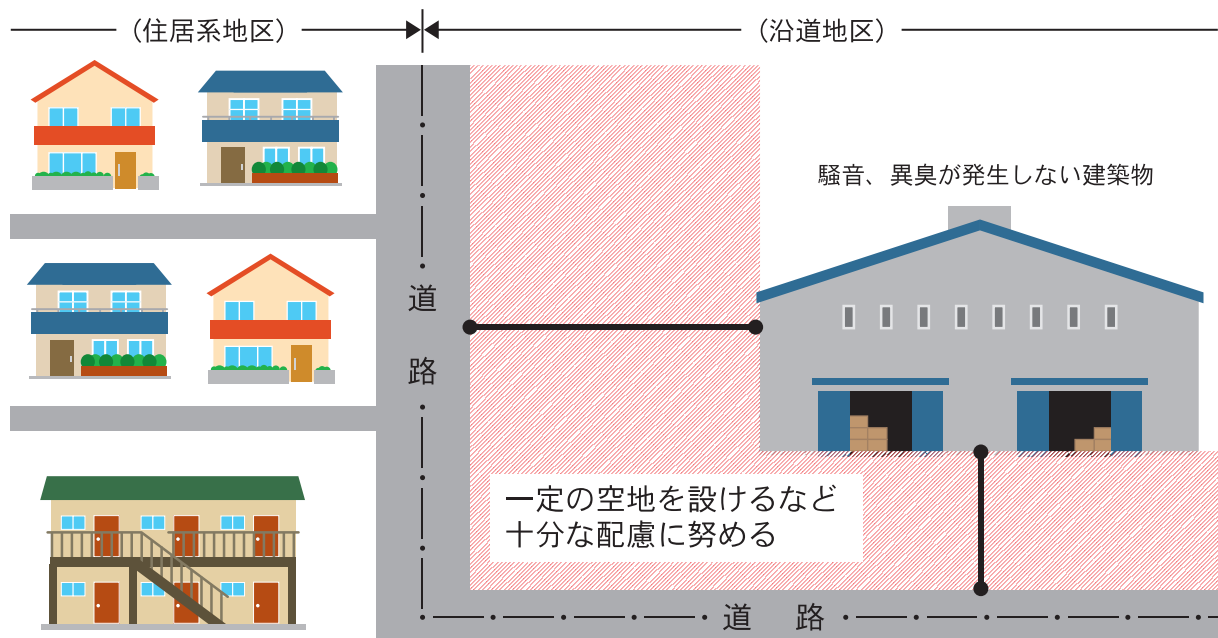 （住居系地区）
（沿道地区）
騒音、異臭が発生しない建築物
道路
一定の空地を設けるなど
十分な配慮に努める
道路